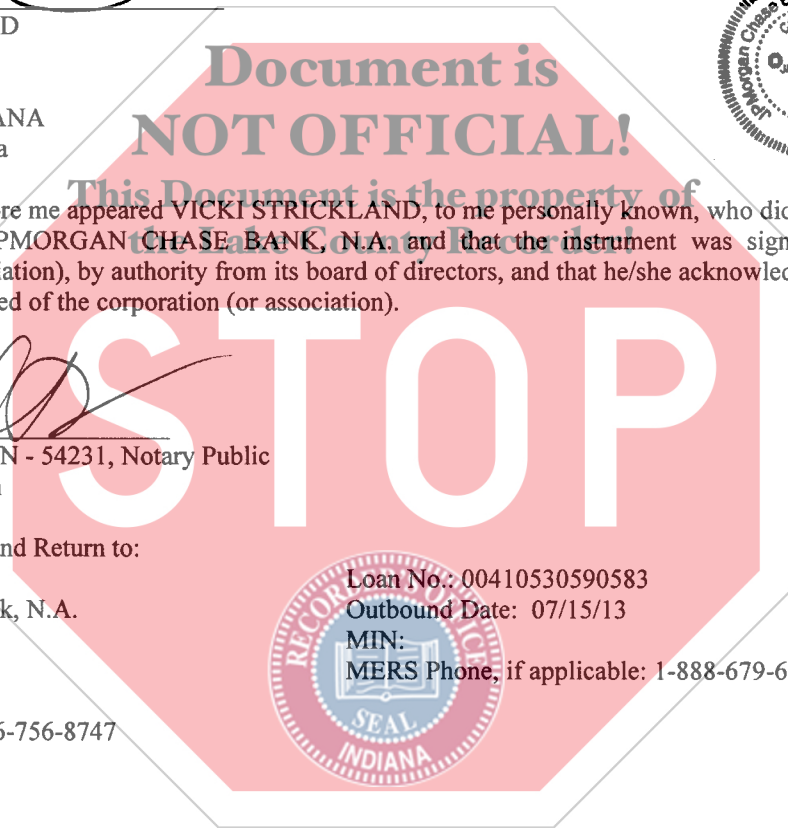 D
ANA
a
Document is
NOT OFFICIAL!
This Document is the property of
the Lake County Recorder!
re me appeared VICKI STRICKLAND, to me personally known, who did
PMORGAN CHASE BANK, N.A. and that the instrument was sign
iation), by authority from its board of directors, and that he/she acknowled
ed of the corporation (or association).
STOP
N - 54231, Notary Public
nd Return to:
k, N.A.
6-756-8747
Loan No.: 00410530590583
Outbound Date: 07/15/13
MIN:
MERS Phone, if applicable: 1-888-679-6
RECORDER'S OFFICE
SEAL
INDIANA
JPMorgan Chase